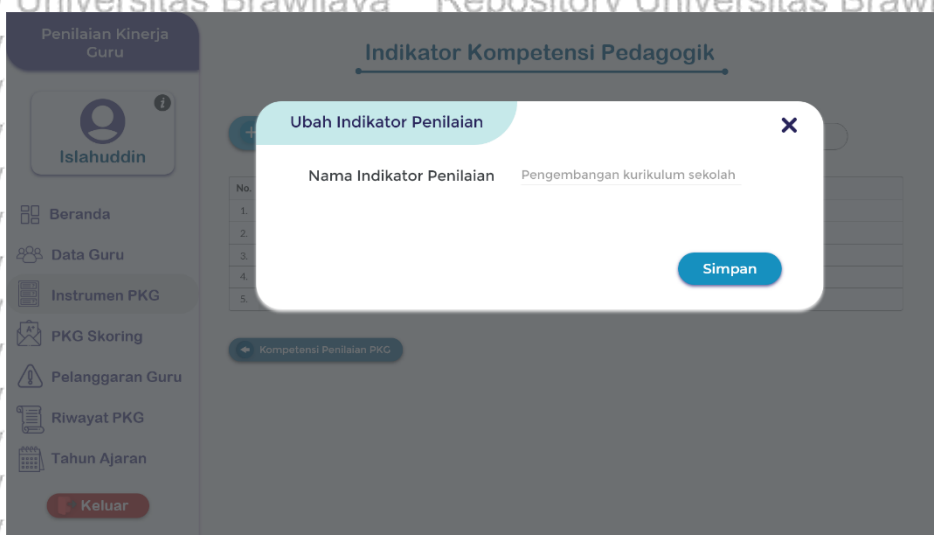 Universitas Brawijaya Repository Universitas Braw
Penilaian Kinerja
Guru
Indikator Kompetensi Pedagogik
Islahuddin
Ubah Indikator Penilaian
Nama Indikator Penilaian Pengembangan kurikulum sekolah
Simpan
No.
1.
2.
3.
4.
5.
Kompetensi Penilaian PKG
Beranda
Data Guru
Instrumen PKG
PKG Skoring
Pelanggaran Guru
Riwayat PKG
Tahun Ajaran
Keluar